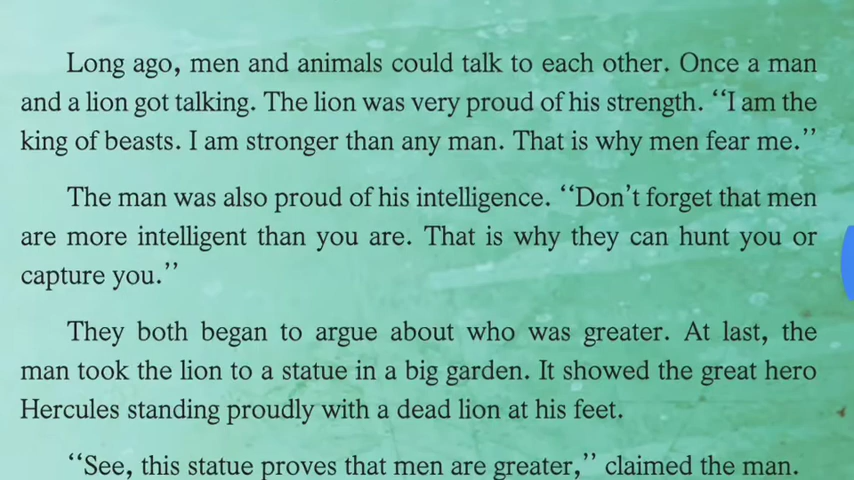 Long ago, men and animals could talk to each other. Once a man
and a lion got talking. The lion was very proud of his strength. “I am the
king of beasts. I am stronger than any man. That is why men fear me.”
The man was also proud of his intelligence. “Don’t forget that men
are more intelligent than you are. That is why they can hunt you or
capture you.”
They both began to argue about who was greater. At last, the
man took the lion to a statue in a big garden. It showed the great hero
Hercules standing proudly with a dead lion at his feet.
“See, this statue proves that men are greater,” claimed the man.